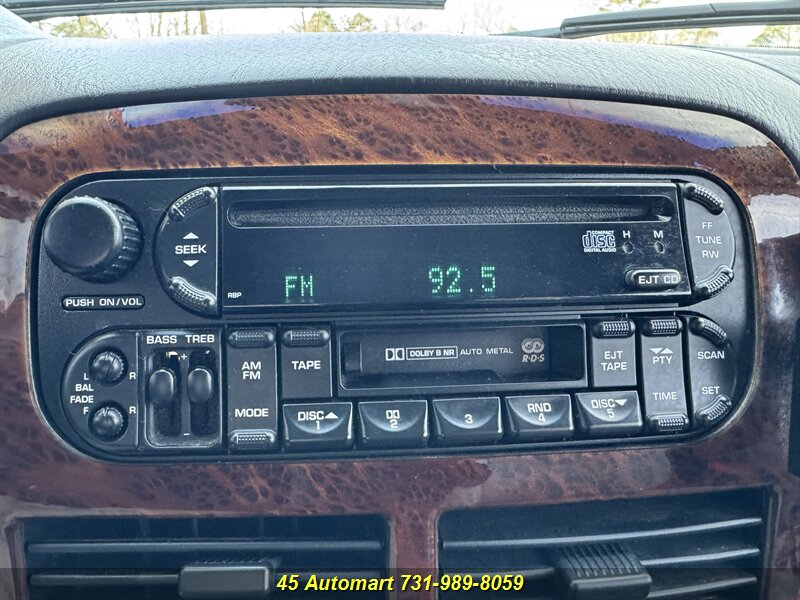 SEEK
PUSH ON/VOL
RBP
FM 92.5
COMPACT
disc
DIGITAL AUDIO
H M
EJT CD
FF
TUNE
RW
BASS TREB
L R
BAL
FADE
F R
+
−
AM
FM
MODE
TAPE
DOLBY B NR AUTO METAL
R·D·S
EJT
TAPE
PTY
TIME
SCAN
SET
DISC
1
2
3
RND
4
DISC
5
45 Automart 731-989-8059